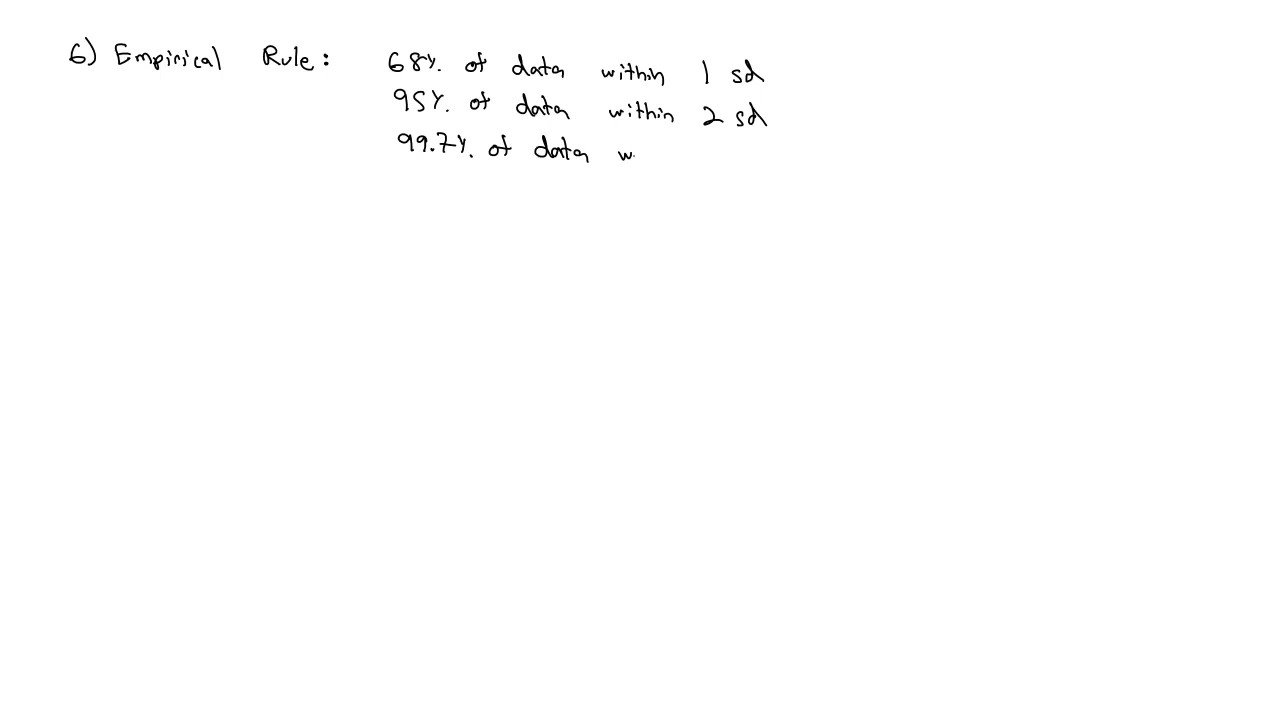 6) Empirical Rule: 68% of data within 1 sd
95% of data within 2 sd
99.7% of data w